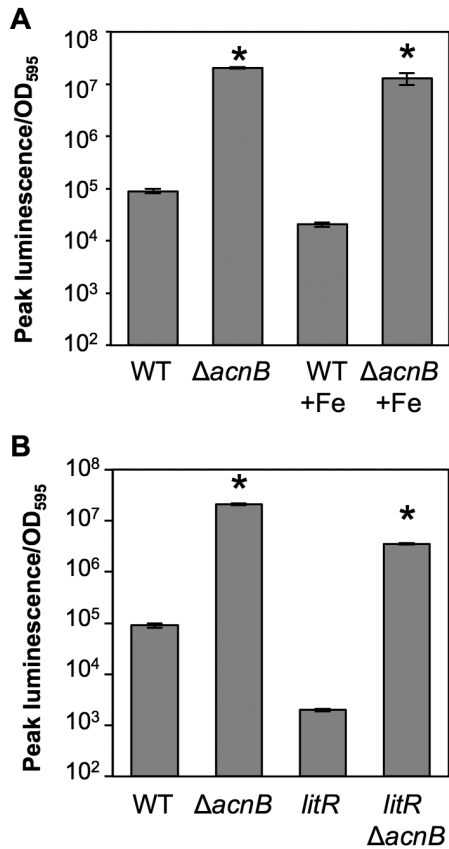 A
Peak luminescence/OD₅₉₅
10⁸
10⁷
10⁶
10⁵
10⁴
10³
10²
*
*
WT
ΔacnB
WT
+Fe
ΔacnB
+Fe
B
Peak luminescence/OD₅₉₅
10⁸
10⁷
10⁶
10⁵
10⁴
10³
10²
*
*
WT
ΔacnB
litR
litR
ΔacnB